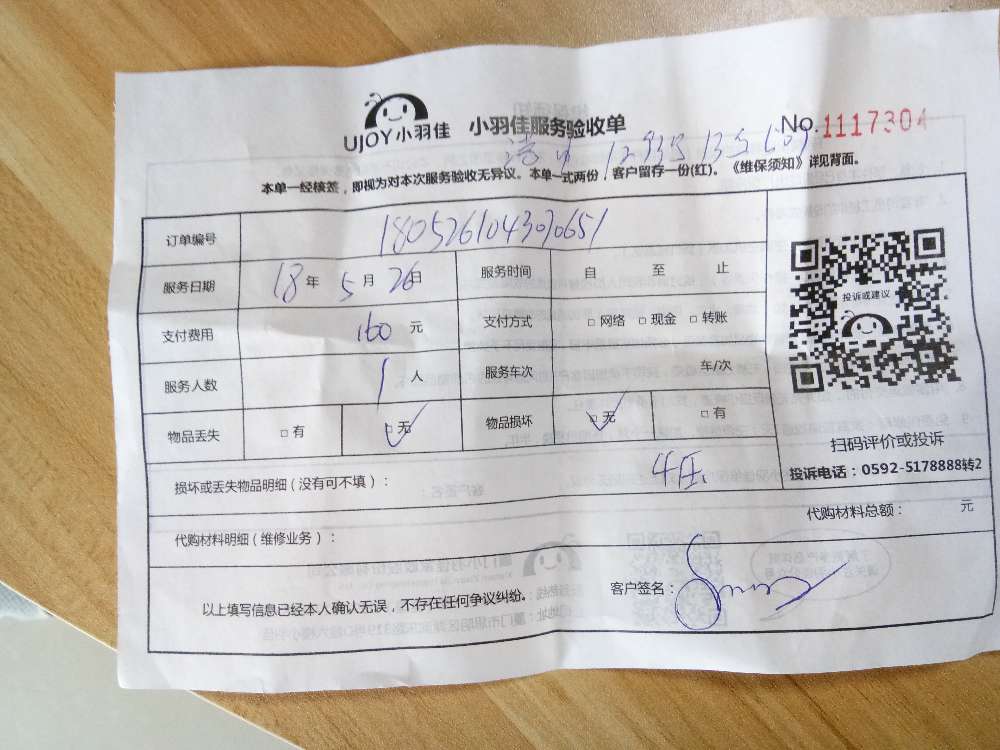 UJOY小羽佳 小羽佳服务验收单 No.1117304
本单一经核签，即视为对本次服务验收无异议。本单一式两份，客户留存一份(红)。《维保须知》详见背面。
订单编号 1805261043030651
服务日期 18年5月26日 服务时间 自 至 止
支付费用 160元 支付方式 □网络 □现金 □转账
服务人数 1人 服务车次 车/次
物品丢失 □有 □无 物品损坏 □无 □有
投诉或建议
扫码评价或投诉
投诉电话：0592-5178888转2
损坏或丢失物品明细（没有可不填）：
代购材料明细（维修业务）： 代购材料总额： 元
以上填写信息已经本人确认无误，不存在任何争议纠纷。 客户签名：